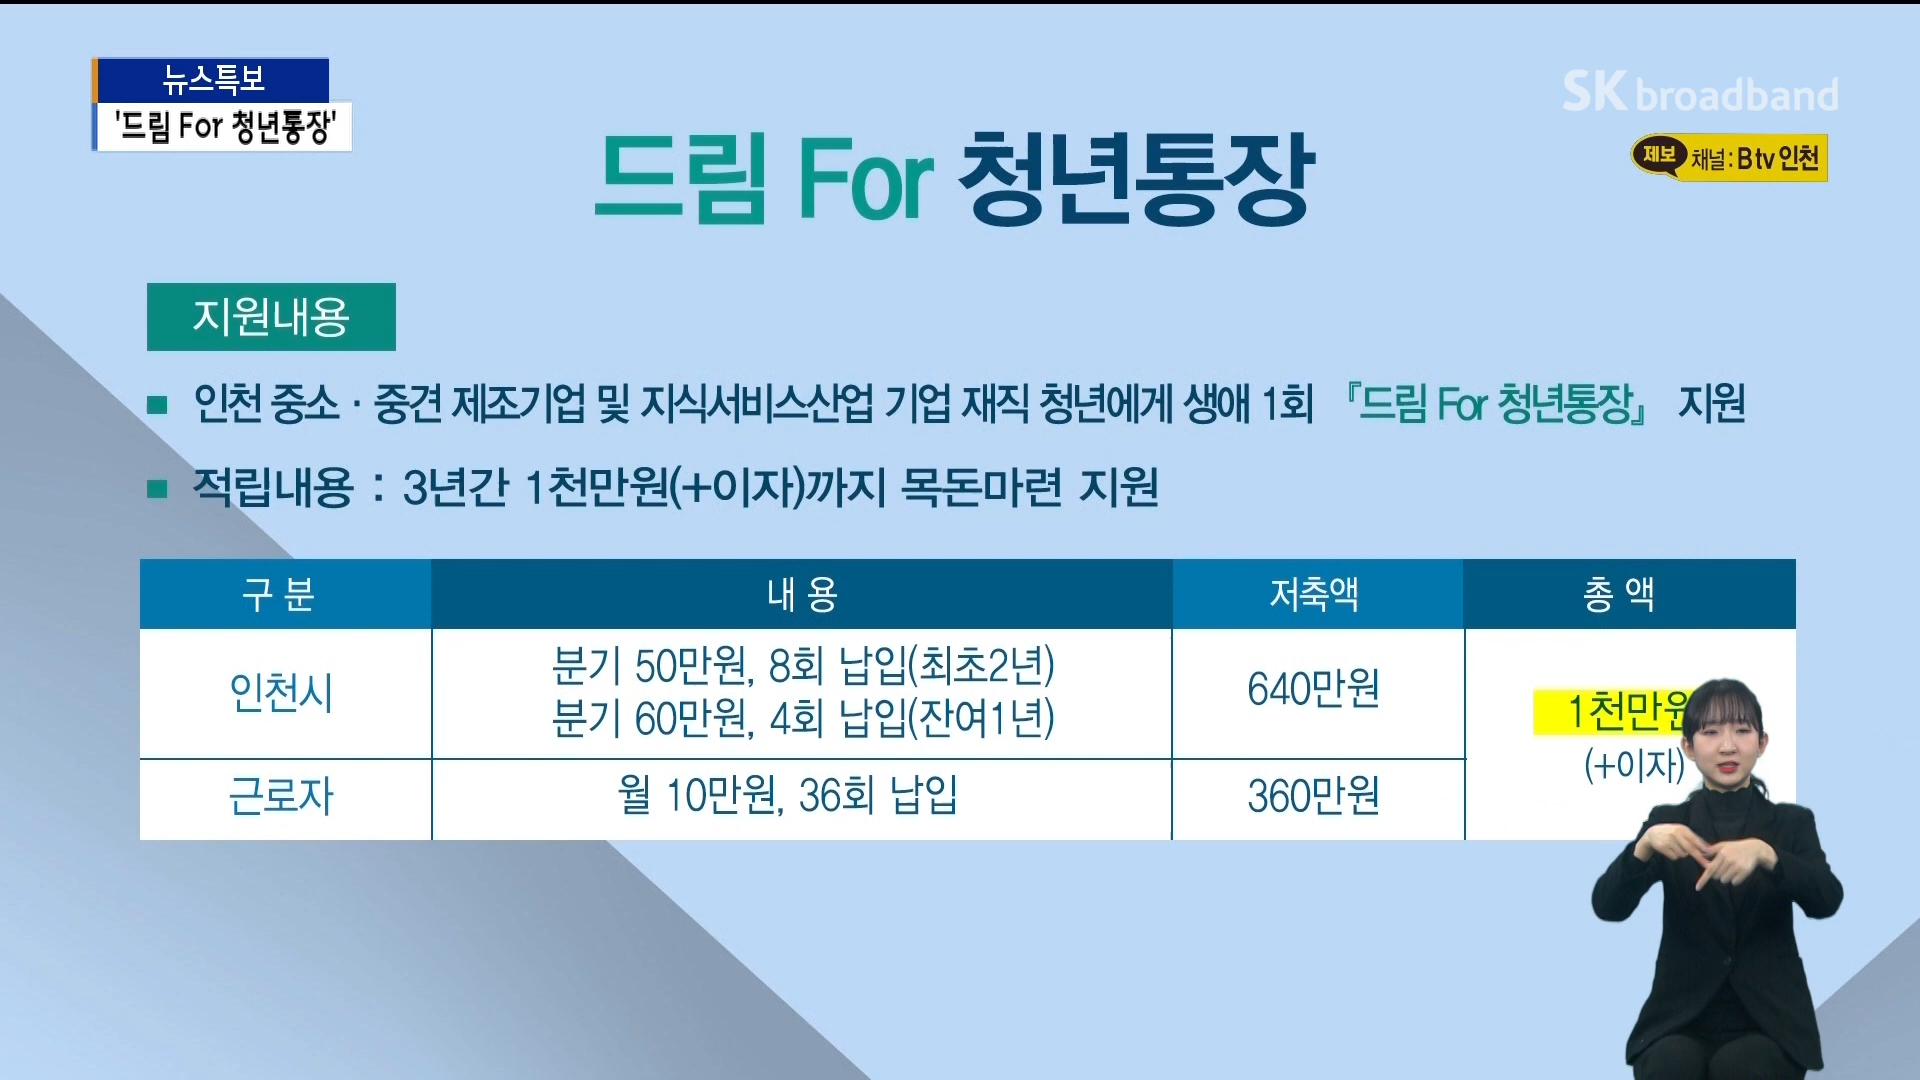 뉴스특보
'드림 For 청년통장'
SK broadband
제보 채널 : B tv 인천
드림 For 청년통장
지원내용
■ 인천 중소 · 중견 제조기업 및 지식서비스산업 기업 재직 청년에게 생애 1회 『드림 For 청년통장』 지원
■ 적립내용 : 3년간 1천만원(+이자)까지 목돈마련 지원
구 분 내 용 저축액 총 액
인천시 분기 50만원, 8회 납입(최초2년)
분기 60만원, 4회 납입(잔여1년) 640만원
1천만원
(+이자)
근로자 월 10만원, 36회 납입 360만원